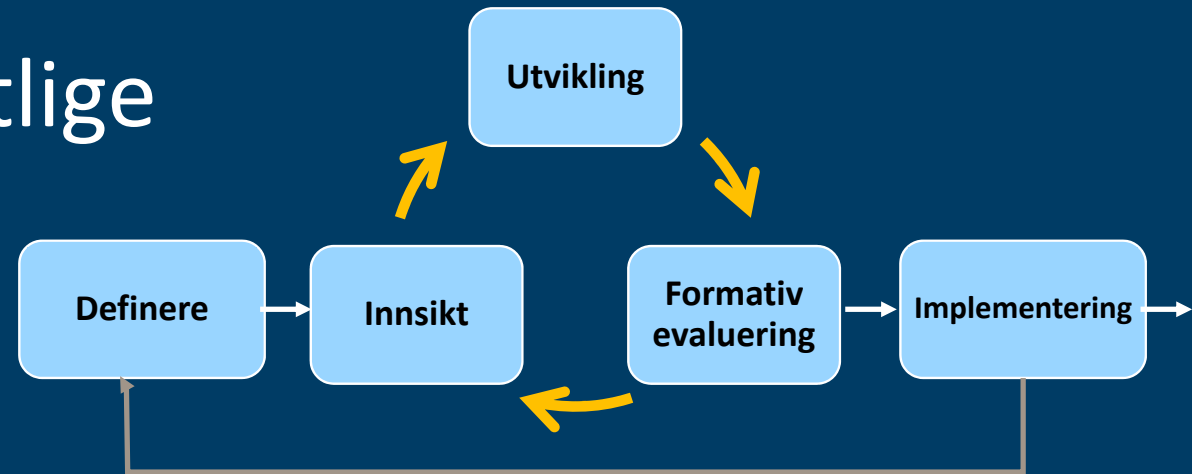 tlige
Utvikling
Definere
Innsikt
Formativ
evaluering
Implementering